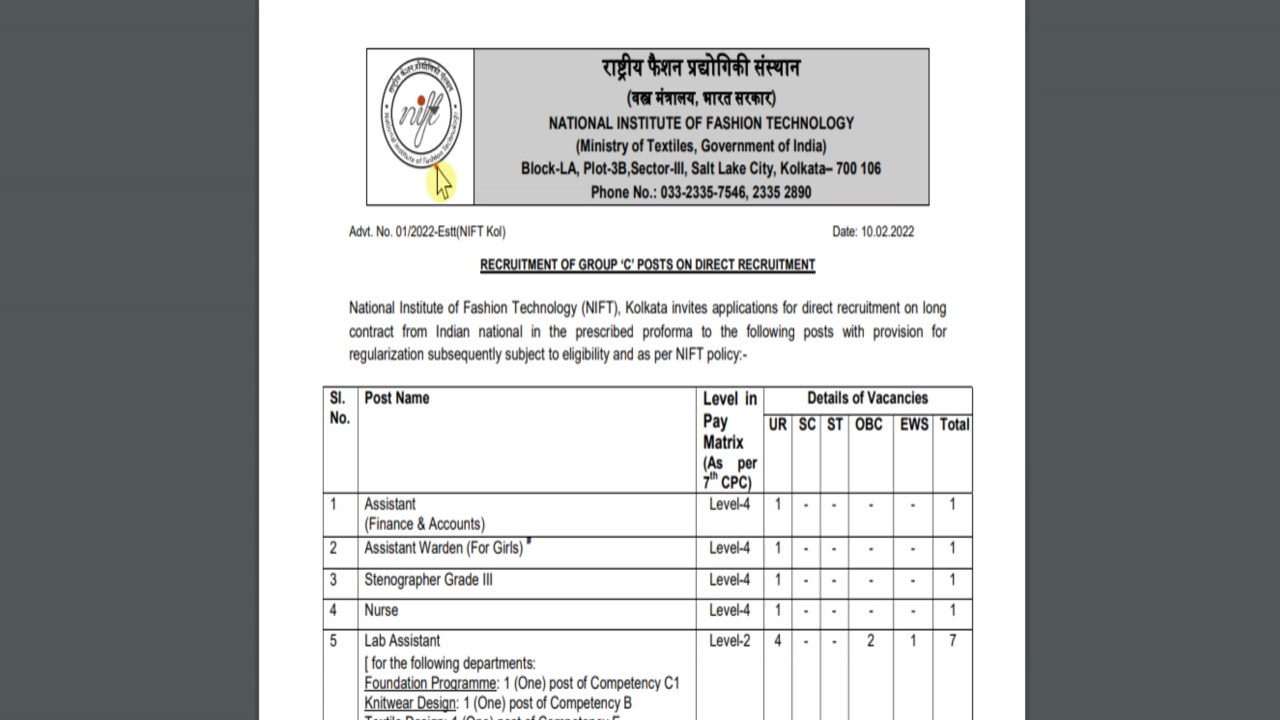 राष्ट्रीय फैशन प्रद्योगिकी संस्थान
(वस्त्र मंत्रालय, भारत सरकार)
NATIONAL INSTITUTE OF FASHION TECHNOLOGY
(Ministry of Textiles, Government of India)
Block-LA, Plot-3B,Sector-III, Salt Lake City, Kolkata– 700 106
Phone No.: 033-2335-7546, 2335 2890
राष्ट्रीय फैशन प्रौद्योगिकी संस्थान
nift
National Institute of Fashion Technology
Advt. No. 01/2022-Estt(NIFT Kol) Date: 10.02.2022
RECRUITMENT OF GROUP ‘C’ POSTS ON DIRECT RECRUITMENT
National Institute of Fashion Technology (NIFT), Kolkata invites applications for direct recruitment on long
contract from Indian national in the prescribed proforma to the following posts with provision for
regularization subsequently subject to eligibility and as per NIFT policy:-
Sl. No. Post Name Level in Pay Matrix (As per 7th CPC) Details of Vacancies
UR SC ST OBC EWS Total
1 Assistant (Finance & Accounts) Level-4 1 - - - - 1
2 Assistant Warden (For Girls) # Level-4 1 - - - - 1
3 Stenographer Grade III Level-4 1 - - - - 1
4 Nurse Level-4 1 - - - - 1
5 Lab Assistant Level-2 4 - - 2 1 7
[ for the following departments:
Foundation Programme: 1 (One) post of Competency C1
Knitwear Design: 1 (One) post of Competency B